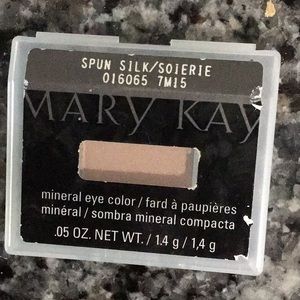 SPUN SILK/SOIERIE
016065 7M15
MARY KAY
mineral eye color / fard à paupières
minéral / sombra mineral compacta
.05 OZ. NET WT. / 1.4 g / 1,4 g